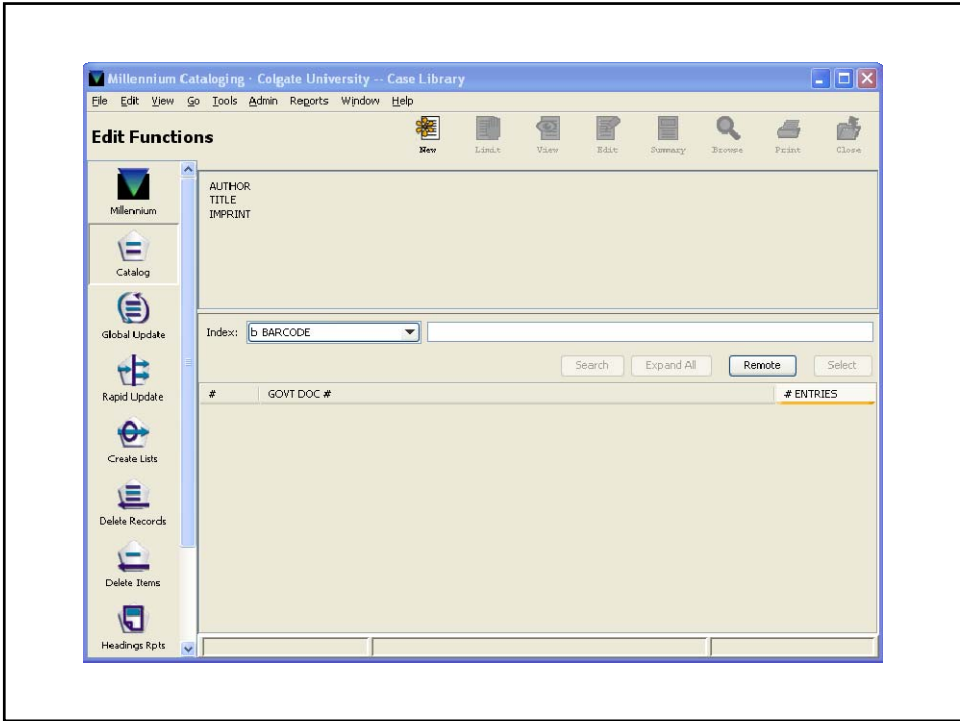 Millennium Cataloging · Colgate University -- Case Library
File Edit View Go Tools Admin Reports Window Help
Edit Functions
New Limit View Edit Summary Browse Print Close
Millennium
Catalog
Global Update
Rapid Update
Create Lists
Delete Records
Delete Items
Headings Rpts
AUTHOR
TITLE
IMPRINT
Index: b BARCODE
Search Expand All Remote Select
# GOVT DOC # # ENTRIES